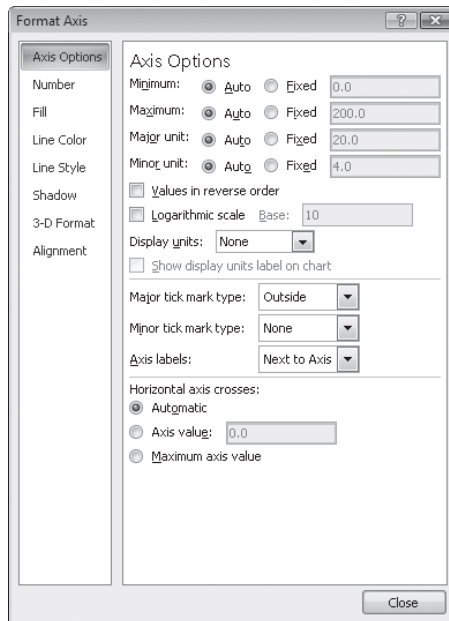 Format Axis
Axis Options
Number
Fill
Line Color
Line Style
Shadow
3-D Format
Alignment
Axis Options
Minimum: Auto Fixed 0.0
Maximum: Auto Fixed 200.0
Major unit: Auto Fixed 20.0
Minor unit: Auto Fixed 4.0
Values in reverse order
Logarithmic scale Base: 10
Display units: None
Show display units label on chart
Major tick mark type: Outside
Minor tick mark type: None
Axis labels: Next to Axis
Horizontal axis crosses:
Automatic
Axis value: 0.0
Maximum axis value
Close